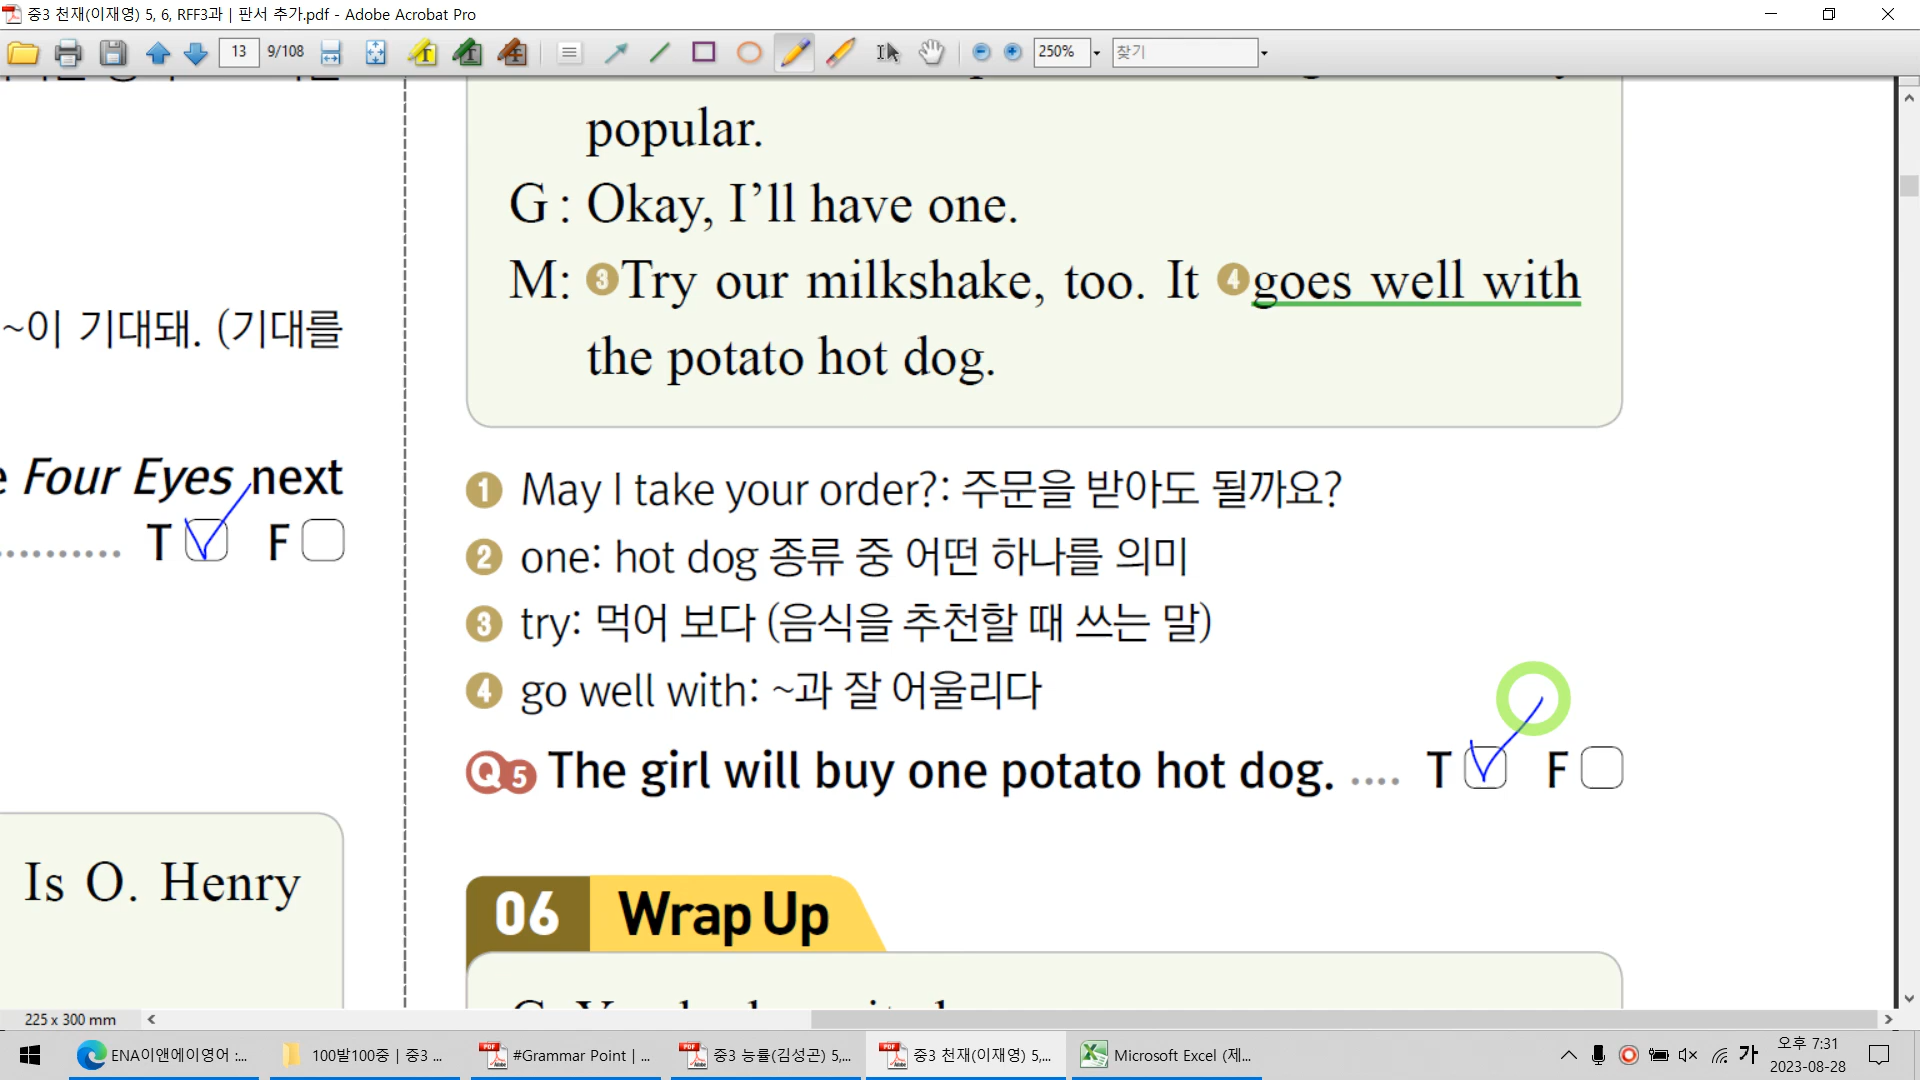 중3 천재(이재영) 5, 6, RFF3과 | 판서 추가.pdf - Adobe Acrobat Pro
13 9/108 250% 찾기
popular.
G : Okay, I'll have one.
M: ③Try our milkshake, too. It ④goes well with
the potato hot dog.
~이 기대돼. (기대를
Four Eyes next
T F
Is O. Henry
① May I take your order?: 주문을 받아도 될까요?
② one: hot dog 종류 중 어떤 하나를 의미
③ try: 먹어 보다 (음식을 추천할 때 쓰는 말)
④ go well with: ~과 잘 어울리다
Q5 The girl will buy one potato hot dog. .... T F
06 Wrap Up
225 x 300 mm
ENA이앤에이영어 :... 100발100중 | 중3 ... #Grammar Point | ... 중3 능률(김성곤) 5,... 중3 천재(이재영) 5,... Microsoft Excel (제... 가 오후 7:31
2023-08-28